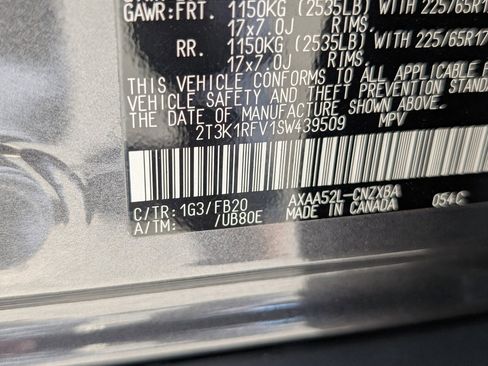 GAWR:FRT. 1150KG (2535LB) WITH 225/65R17
17x7.0J RIMS,
RR. 1150KG (2535LB) WITH 225/65R17
17x7.0J RIMS,
THIS VEHICLE CONFORMS TO ALL APPLICABLE
VEHICLE SAFETY AND THEFT PREVENTION STANDA
THE DATE OF MANUFACTURE SHOWN ABOVE.
2T3K1RFV1SW439509 MPV
C/TR: 1G3/FB20 AXAA52L-CNZXBA 054C
A/TM: /UB80E MADE IN CANADA